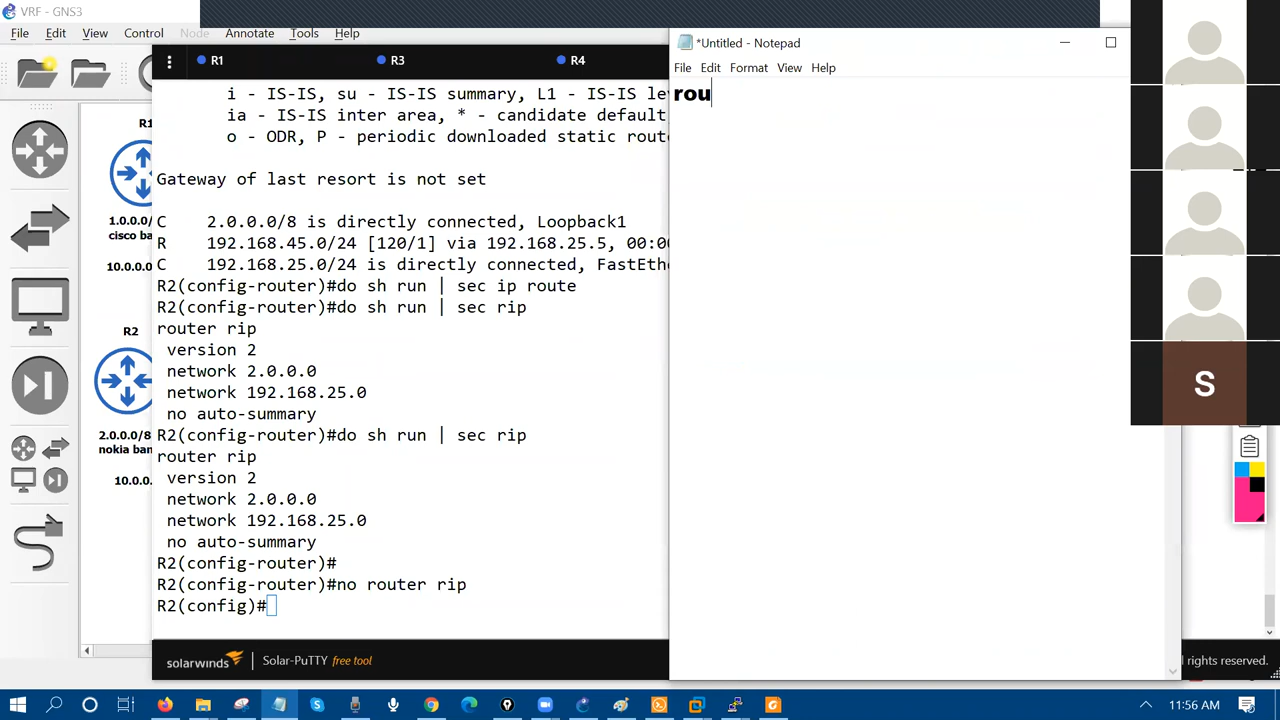 VRF - GNS3
File Edit View Control Node Annotate Tools Help
R1 R3 R4
*Untitled - Notepad
File Edit Format View Help
rou
i - IS-IS, su - IS-IS summary, L1 - IS-IS
ia - IS-IS inter area, * - candidate default
o - ODR, P - periodic downloaded static
Gateway of last resort is not set
C 2.0.0.0/8 is directly connected, Loopback1
R 192.168.45.0/24 [120/1] via 192.168.25.5,
C 192.168.25.0/24 is directly connected,
R2(config-router)#do sh run | sec ip route
R2(config-router)#do sh run | sec rip
router rip
version 2
network 2.0.0.0
network 192.168.25.0
no auto-summary
R2(config-router)#do sh run | sec rip
router rip
version 2
network 2.0.0.0
network 192.168.25.0
no auto-summary
R2(config-router)#
R2(config-router)#no router rip
R2(config)#
R1
1.0.0.0/
cisco
10.0.0.
R2
2.0.0.0/8
nokia
10.0.0.
S
solarwinds Solar-PuTTY free tool
ll rights reserved.
11:56 AM